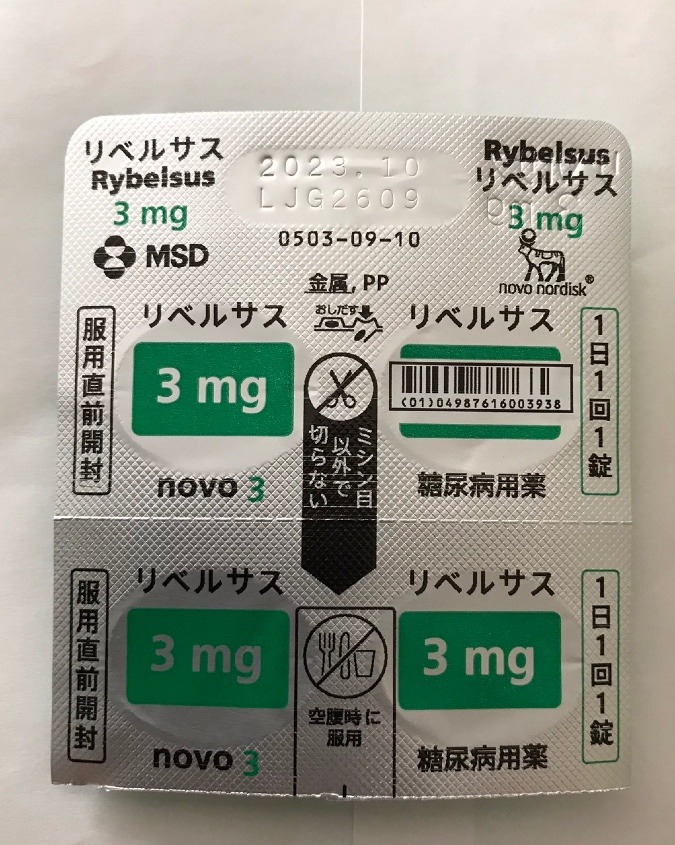 リベルサス
Rybelsus
3 mg
MSD
2023.10
LJG2609
0503-09-10
Rybelsus
リベルサス
3 mg
novo nordisk®
金属, PP
おしだす
服用直前開封
リベルサス
3 mg
novo 3
ミシン目
以外で
切らない
リベルサス
(01)04987616003938
糖尿病用薬
1日1回1錠
服用直前開封
リベルサス
3 mg
novo 3
空腹時に
服用
リベルサス
3 mg
糖尿病用薬
1日1回1錠